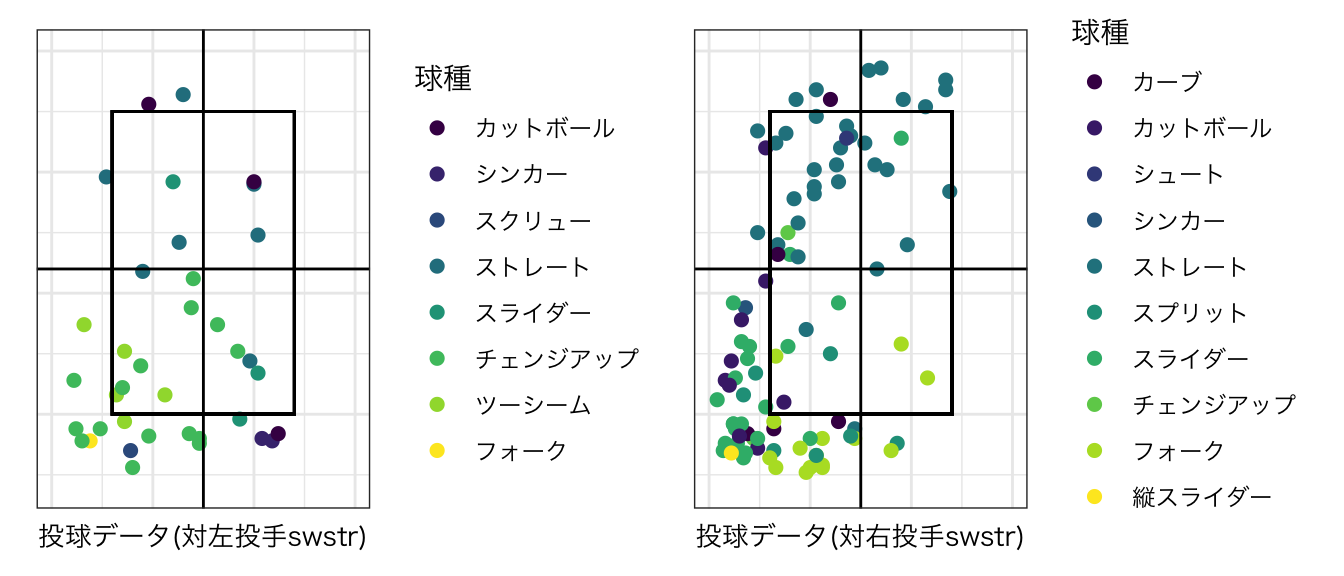 球種
カットボール
シンカー
スクリュー
ストレート
スライダー
チェンジアップ
ツーシーム
フォーク
投球データ(対左投手swstr)
球種
カーブ
カットボール
シュート
シンカー
ストレート
スプリット
スライダー
チェンジアップ
フォーク
縦スライダー
投球データ(対右投手swstr)